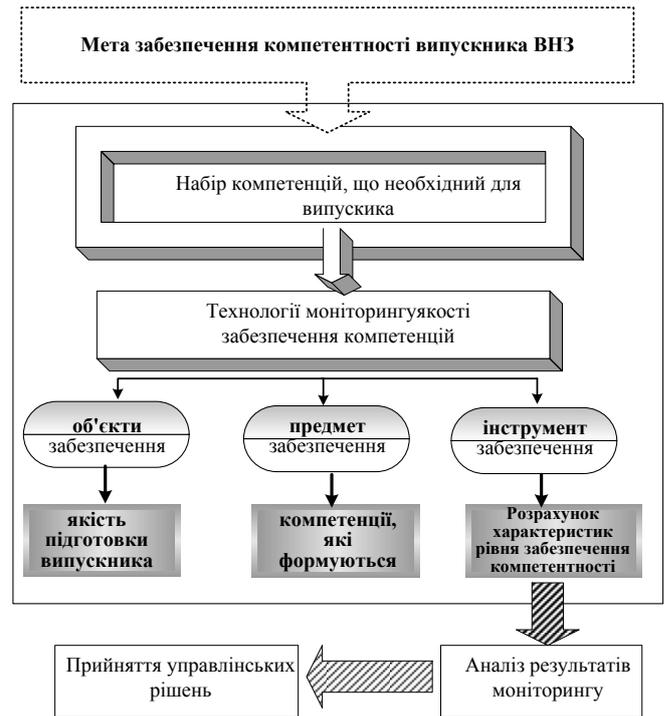 Мета забезпечення компетентності випускника ВНЗ
Набір компетенцій, що необхідний для
випускика
Технології моніторингуякості
забезпечення компетенцій
об'єкти
забезпечення
предмет
забезпечення
інструмент
забезпечення
якість
підготовки
випускника
компетенції,
які
формуються
Розрахунок
характеристик
рівня забезпечення
компетентності
Прийняття управлінських
рішень
Аналіз результатів
моніторингу